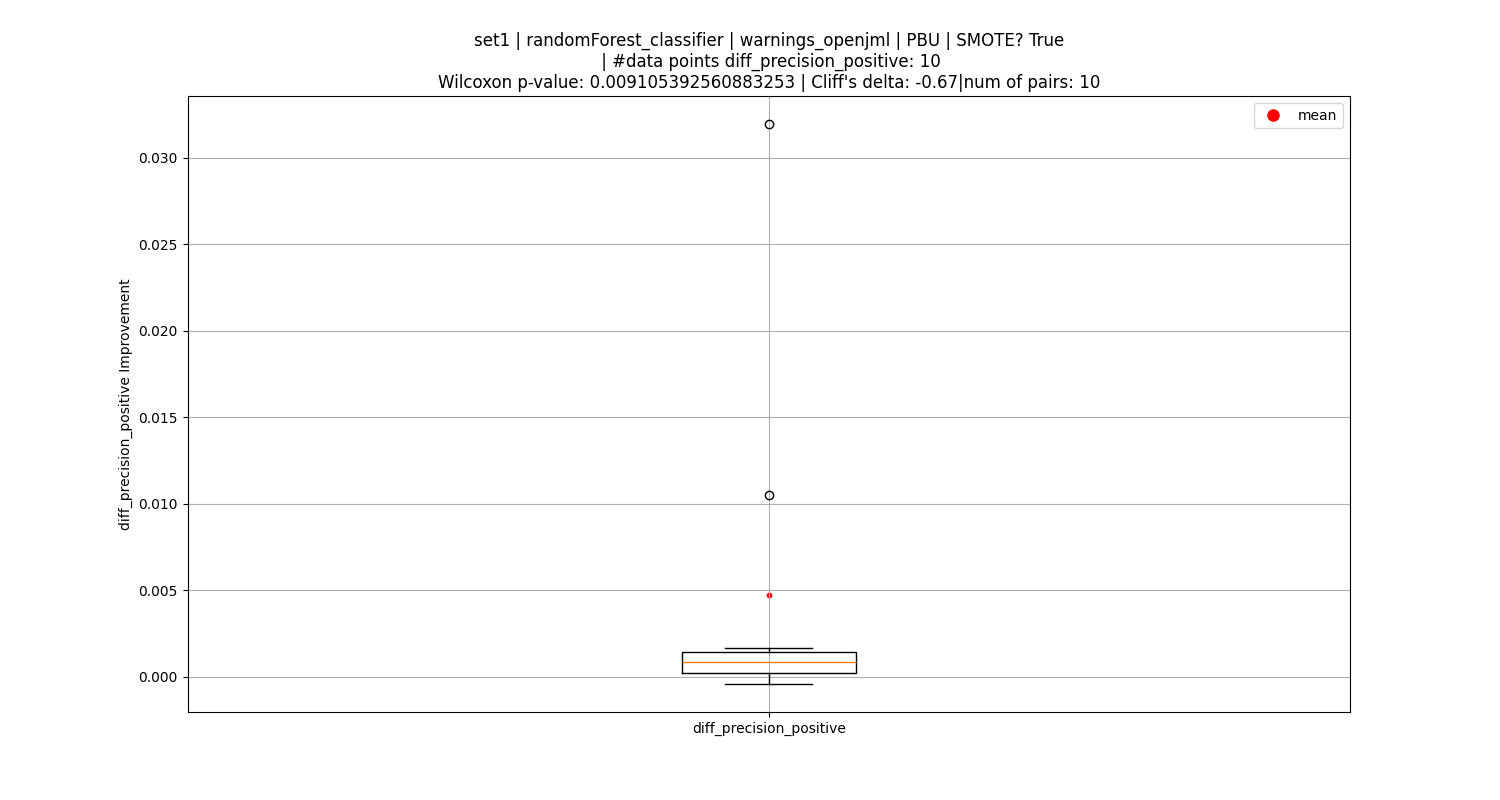 set1 | randomForest_classifier | warnings_openjml | PBU | SMOTE? True
| #data points diff_precision_positive: 10
Wilcoxon p-value: 0.009105392560883253 | Cliff's delta: -0.67|num of pairs: 10
mean
0.030
0.025
0.020
0.015
0.010
0.005
0.000
diff_precision_positive Improvement
diff_precision_positive